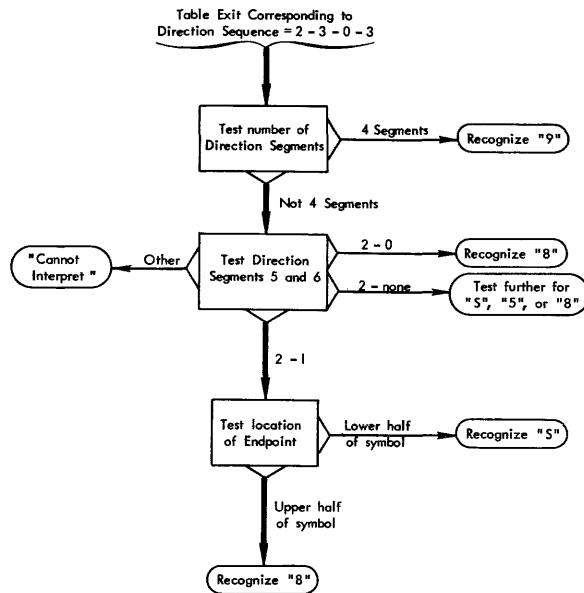 Table Exit Corresponding to
Direction Sequence = 2 - 3 - 0 - 3
Test number of
Direction Segments
4 Segments
Recognize "9"
Not 4 Segments
"Cannot
Interpret"
Other
Test Direction
Segments 5 and 6
2 - 0
Recognize "8"
2 - none
Test further for
"S", "5", or "8"
2 - 1
Test location
of Endpoint
Lower half
of symbol
Recognize "S"
Upper half
of symbol
Recognize "8"